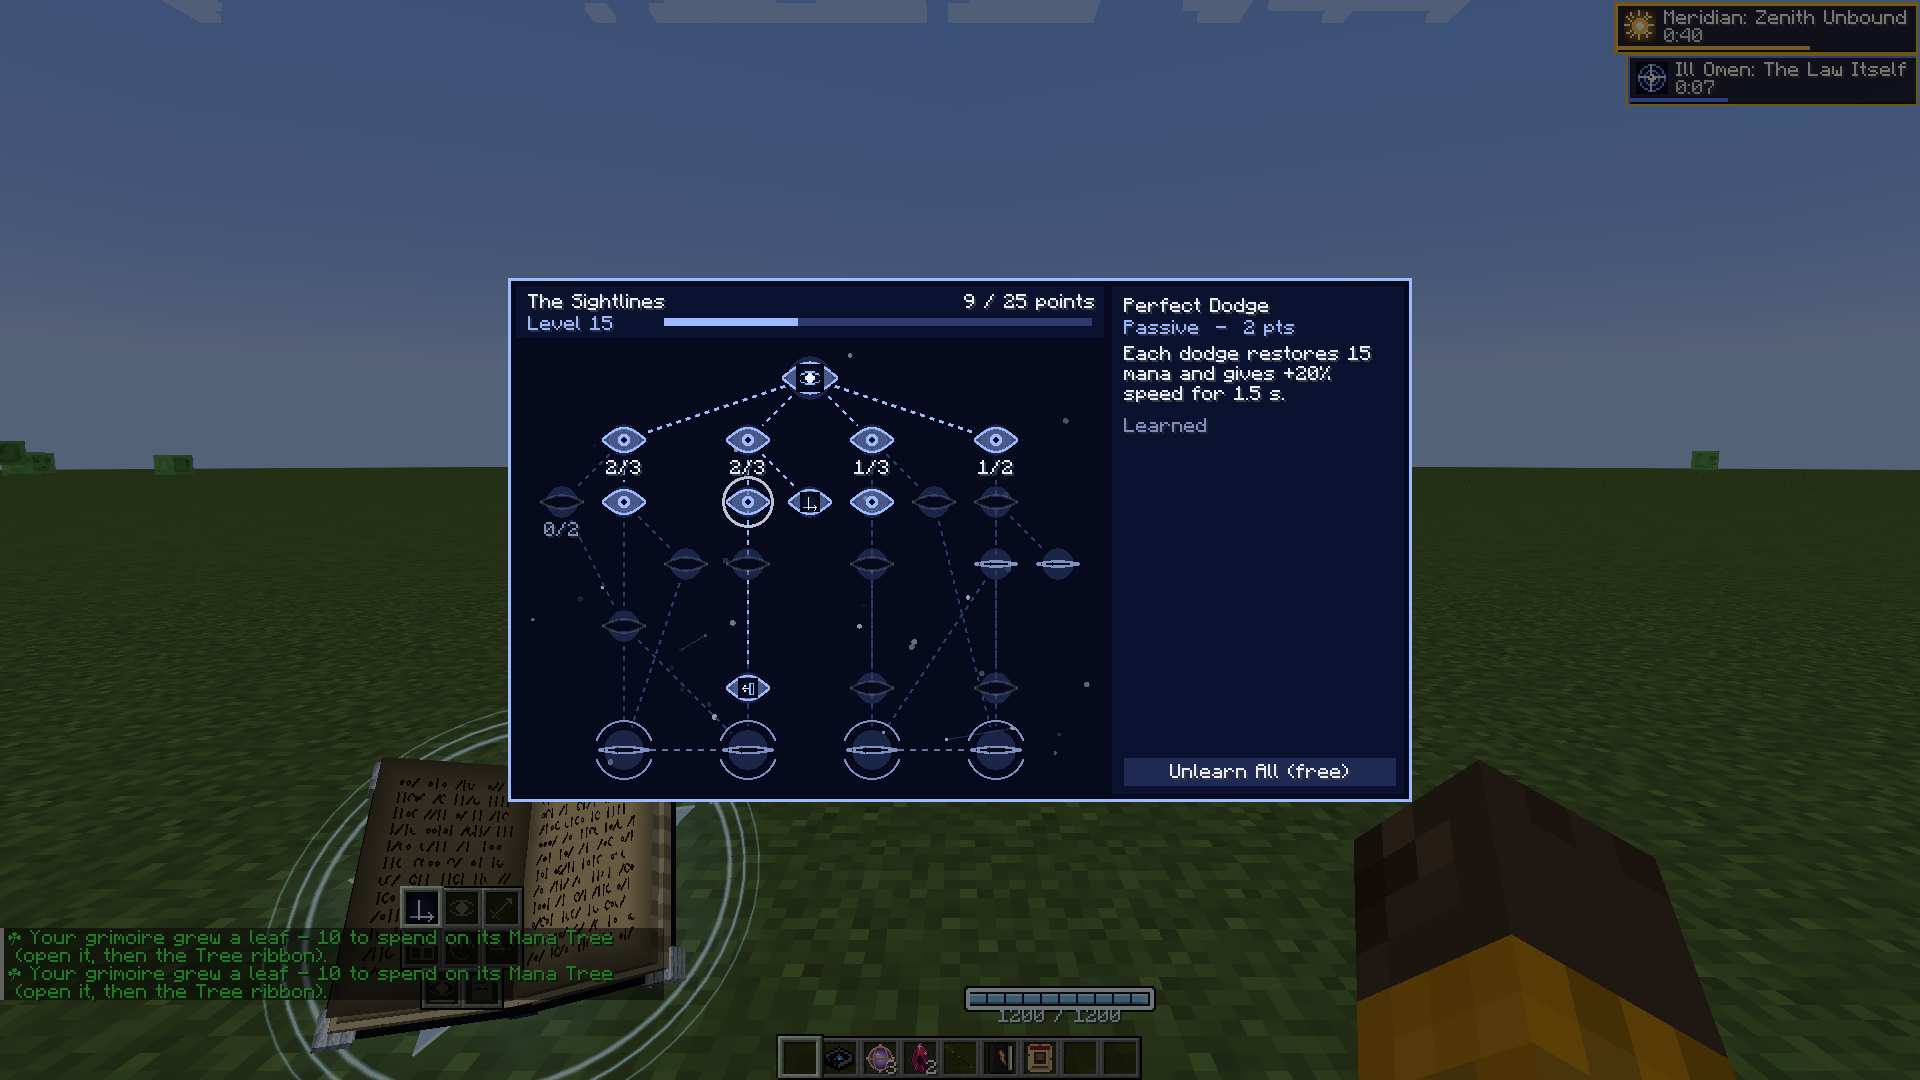 Meridian: Zenith Unbound
0:40
Ill Omen: The Law Itself
0:07
The Sightlines
9 / 25 points
Level 15
2/3
2/3
1/3
1/2
0/2
Perfect Dodge
Passive - 2 pts
Each dodge restores 15
mana and gives +20%
speed for 1.5 s.
Learned
Unlearn All (free)
Your grimoire grew a leaf - 10 to spend on its Mana Tree
(open it, then the Tree ribbon).
Your grimoire grew a leaf - 10 to spend on its Mana Tree
(open it, then the Tree ribbon).
1200 / 1200
3
2